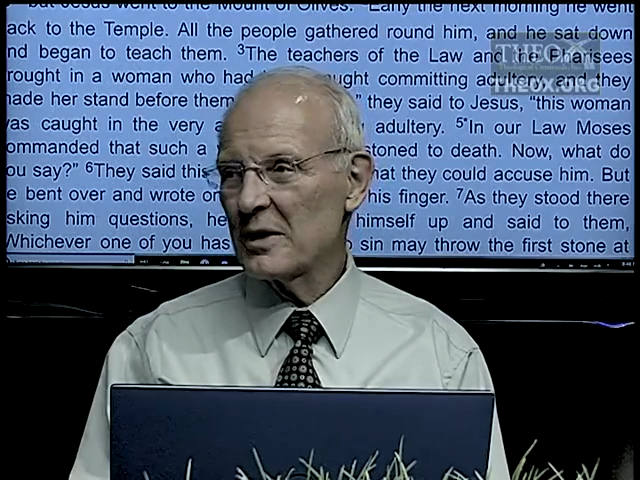 but Jesus went to the Mount of Olives. Early the next morning he went
ack to the Temple. All the people gathered round him, and he sat down
nd began to teach them. 3The teachers of the Law and the Pharisees
rought in a woman who had caught committing adultery, and they
nade her stand before them " they said to Jesus, "this woman
vas caught in the very a adultery. 5*In our Law Moses
ommanded that such a stoned to death. Now, what do
ou say?" 6They said this hat they could accuse him. But
e bent over and wrote on his finger. 7As they stood there
sking him questions, he himself up and said to them,
Whichever one of you has o sin may throw the first stone at
THEOX
THEOX.ORG